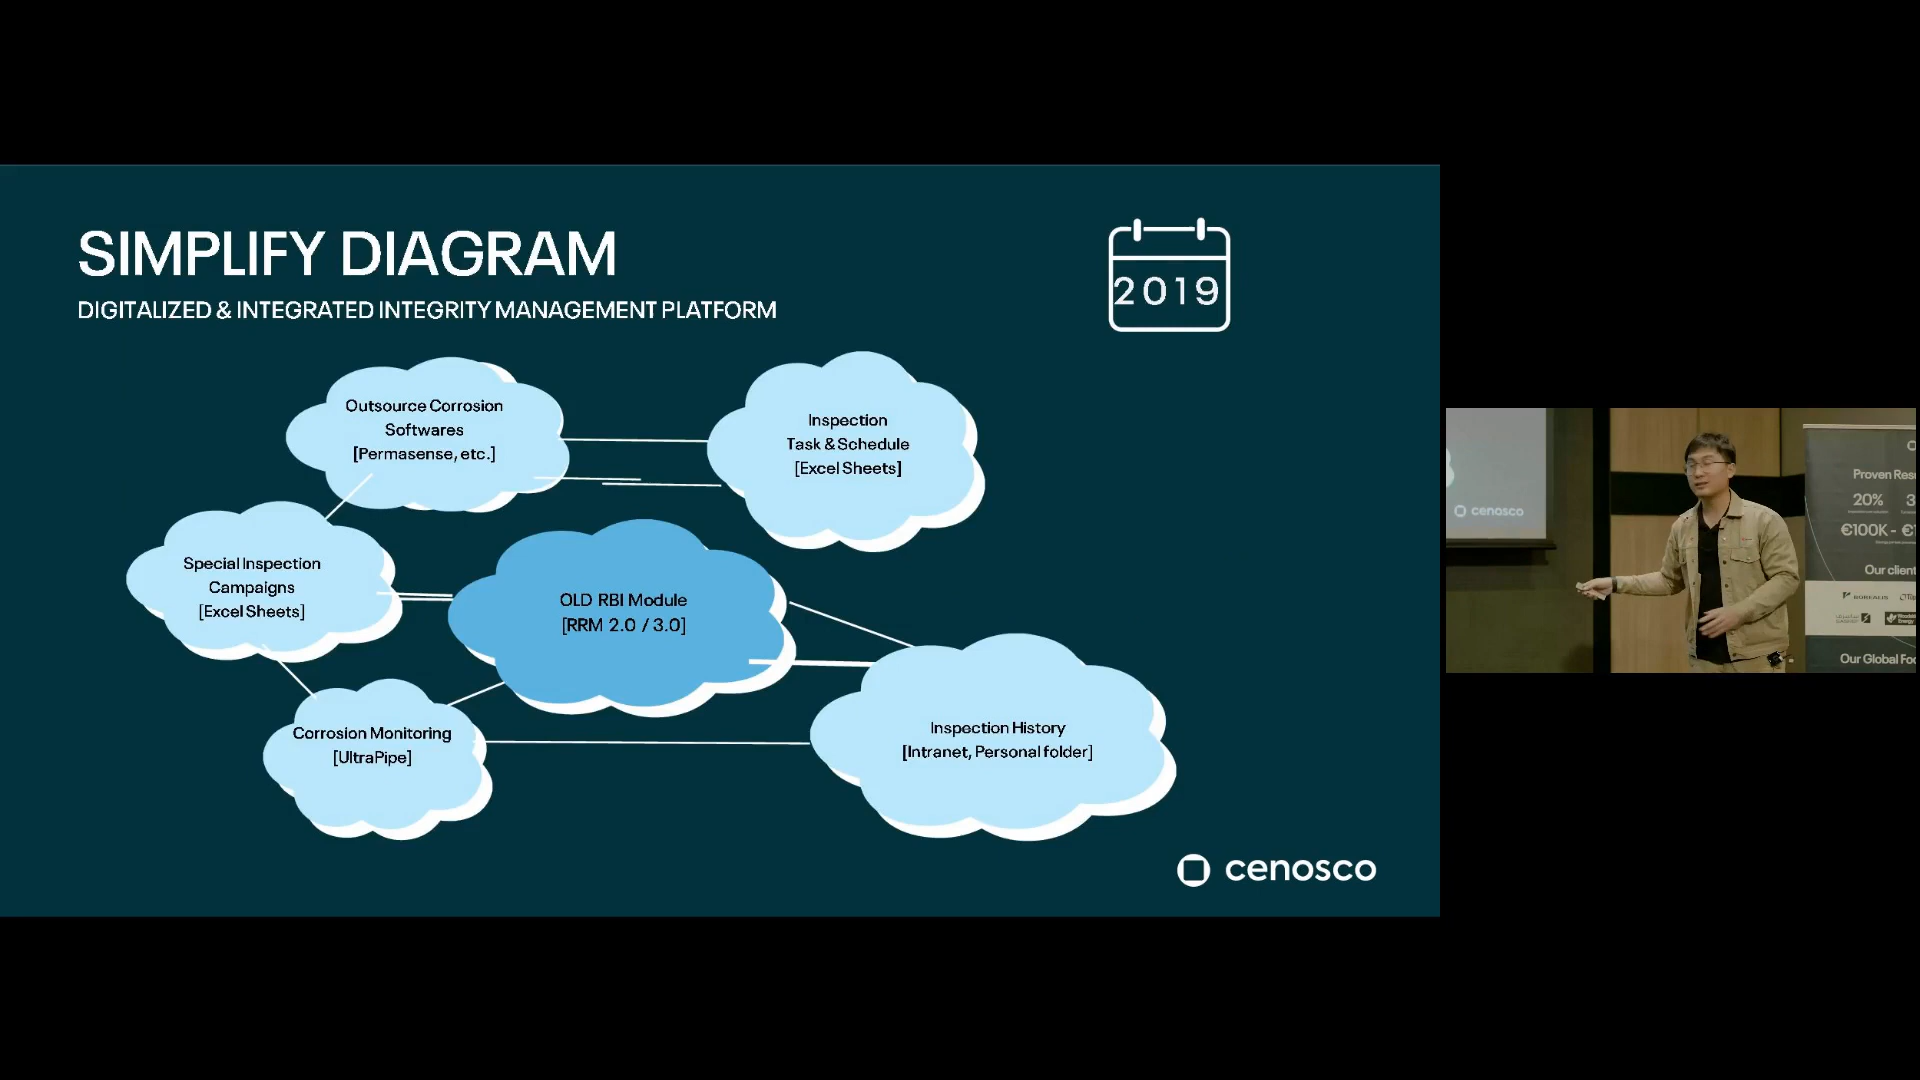 SIMPLIFY DIAGRAM
DIGITALIZED & INTEGRATED INTEGRITY MANAGEMENT PLATFORM
2019
Outsource Corrosion
Softwares
[Permasense, etc.]
Inspection
Task & Schedule
[Excel Sheets]
Special Inspection
Campaigns
[Excel Sheets]
OLD RBI Module
[RRM 2.0 / 3.0]
Corrosion Monitoring
[UltraPipe]
Inspection History
[Intranet, Personal folder]
cenosco
cenosco
Proven Resu
20%
€100K - €1
Our client
BOREALIS
Our Global Foo